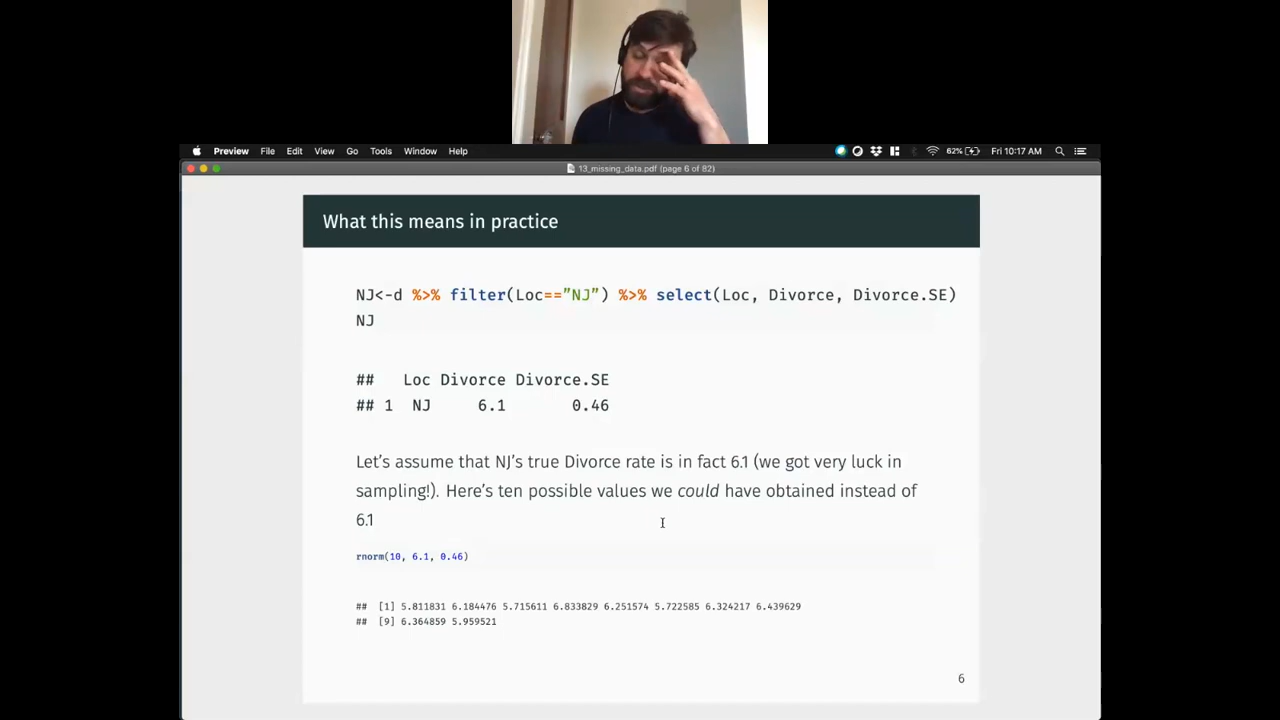 Preview File Edit View Go Tools Window Help 62% Fri 10:17 AM
13_missing_data.pdf (page 6 of 82)
What this means in practice
NJ<-d %>% filter(Loc=="NJ") %>% select(Loc, Divorce, Divorce.SE)
NJ
## Loc Divorce Divorce.SE
## 1 NJ 6.1 0.46
Let's assume that NJ's true Divorce rate is in fact 6.1 (we got very luck in
sampling!). Here's ten possible values we could have obtained instead of
6.1
rnorm(10, 6.1, 0.46)
## [1] 5.811831 6.184476 5.715611 6.833829 6.251574 5.722585 6.324217 6.439629
## [9] 6.364859 5.959521
6